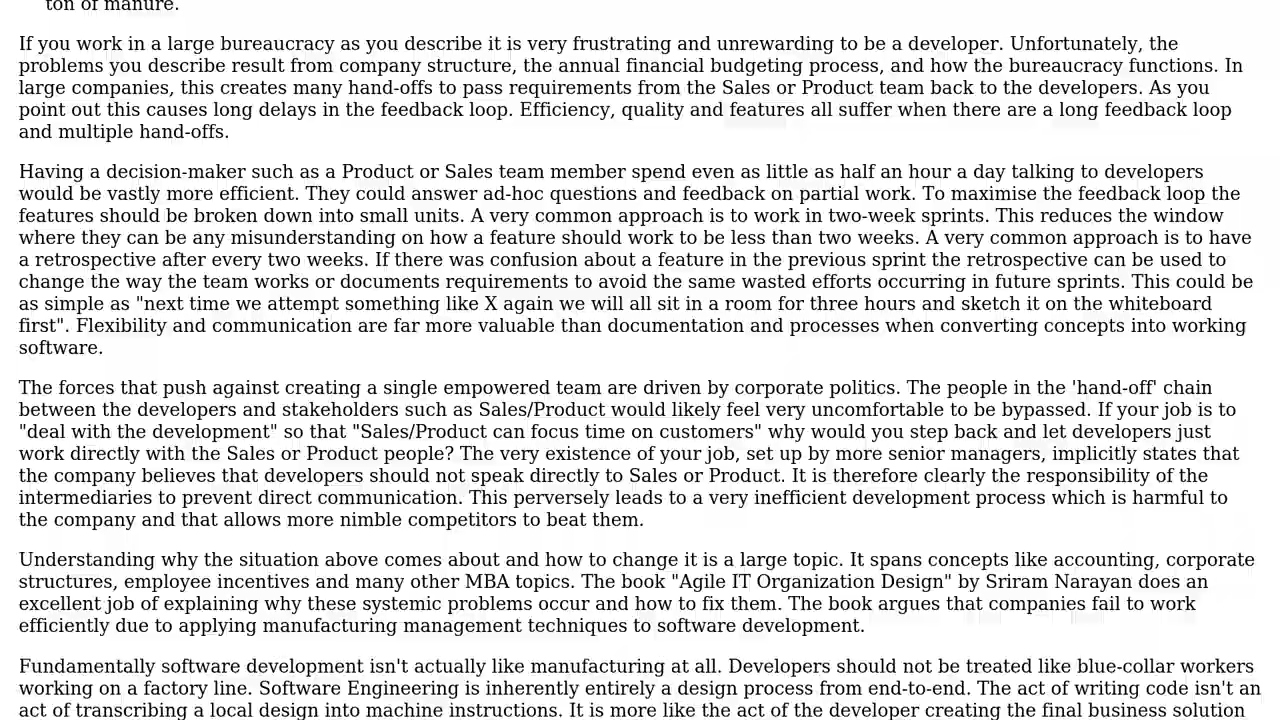 ton of manure.
If you work in a large bureaucracy as you describe it is very frustrating and unrewarding to be a developer. Unfortunately, the
problems you describe result from company structure, the annual financial budgeting process, and how the bureaucracy functions. In
large companies, this creates many hand-offs to pass requirements from the Sales or Product team back to the developers. As you
point out this causes long delays in the feedback loop. Efficiency, quality and features all suffer when there are a long feedback loop
and multiple hand-offs.
Having a decision-maker such as a Product or Sales team member spend even as little as half an hour a day talking to developers
would be vastly more efficient. They could answer ad-hoc questions and feedback on partial work. To maximise the feedback loop the
features should be broken down into small units. A very common approach is to work in two-week sprints. This reduces the window
where they can be any misunderstanding on how a feature should work to be less than two weeks. A very common approach is to have
a retrospective after every two weeks. If there was confusion about a feature in the previous sprint the retrospective can be used to
change the way the team works or documents requirements to avoid the same wasted efforts occurring in future sprints. This could be
as simple as "next time we attempt something like X again we will all sit in a room for three hours and sketch it on the whiteboard
first". Flexibility and communication are far more valuable than documentation and processes when converting concepts into working
software.
The forces that push against creating a single empowered team are driven by corporate politics. The people in the 'hand-off' chain
between the developers and stakeholders such as Sales/Product would likely feel very uncomfortable to be bypassed. If your job is to
"deal with the development" so that "Sales/Product can focus time on customers" why would you step back and let developers just
work directly with the Sales or Product people? The very existence of your job, set up by more senior managers, implicitly states that
the company believes that developers should not speak directly to Sales or Product. It is therefore clearly the responsibility of the
intermediaries to prevent direct communication. This perversely leads to a very inefficient development process which is harmful to
the company and that allows more nimble competitors to beat them.
Understanding why the situation above comes about and how to change it is a large topic. It spans concepts like accounting, corporate
structures, employee incentives and many other MBA topics. The book "Agile IT Organization Design" by Sriram Narayan does an
excellent job of explaining why these systemic problems occur and how to fix them. The book argues that companies fail to work
efficiently due to applying manufacturing management techniques to software development.
Fundamentally software development isn't actually like manufacturing at all. Developers should not be treated like blue-collar workers
working on a factory line. Software Engineering is inherently entirely a design process from end-to-end. The act of writing code isn't an
act of transcribing a local design into machine instructions. It is more like the act of the developer creating the final business solution